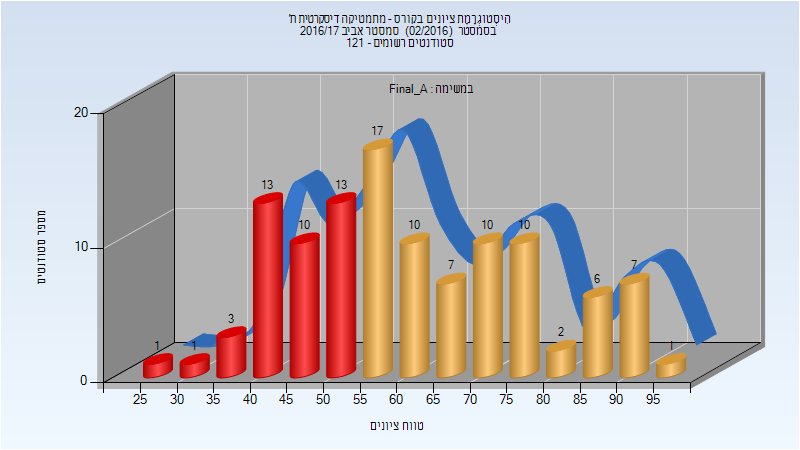 היסטוגרמת ציונים בקורס - מתמטיקה דיסקרטית ח'
בסמסטר (02/2016) סמסטר אביב 2016/17
סטודנטים רשומים - 121
במשימה : Final_A
מספר סטודנטים
20
10
0
1
1
3
13
10
13
17
10
7
10
10
2
6
7
1
25 30 35 40 45 50 55 60 65 70 75 80 85 90 95
טווח ציונים